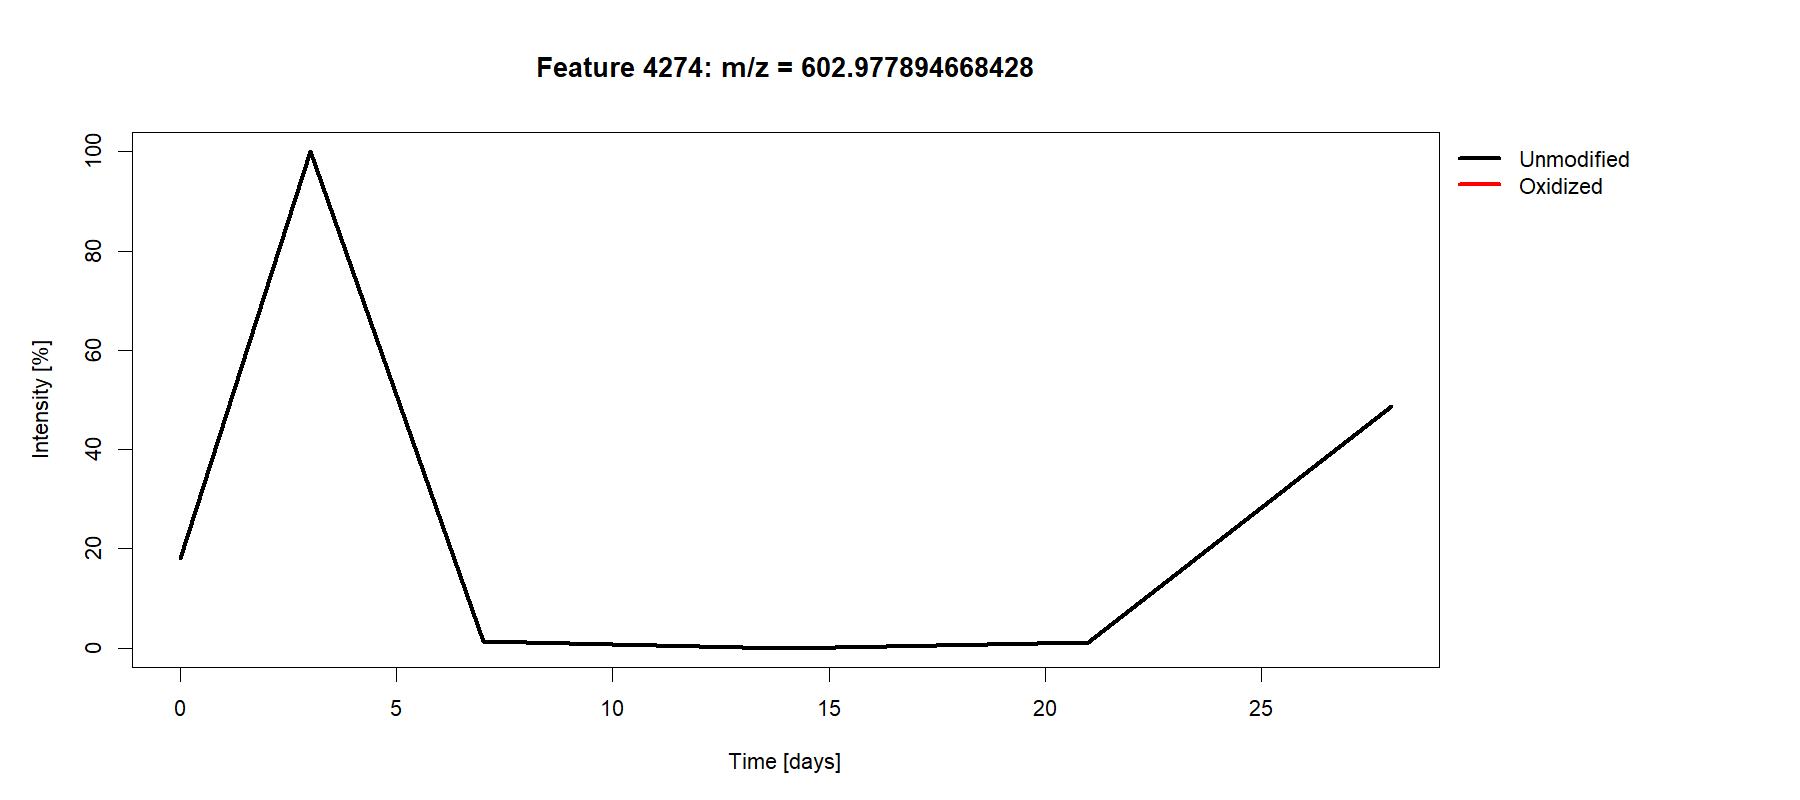 Feature 4274: m/z = 602.977894668428
Unmodified
Oxidized
Intensity [%]
100
80
60
40
20
0
0 5 10 15 20 25
Time [days]